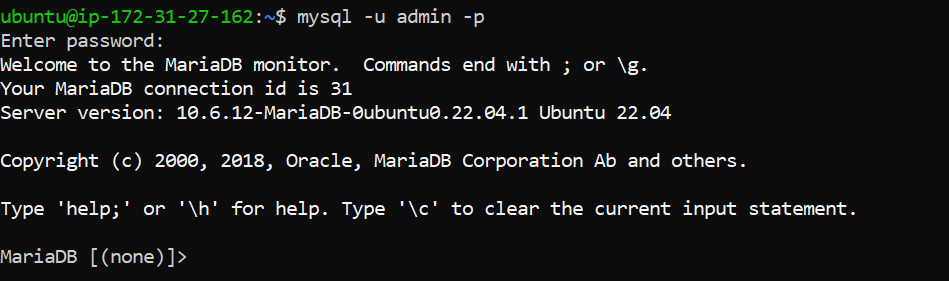 ubuntu@ip-172-31-27-162:~$ mysql -u admin -p
Enter password:
Welcome to the MariaDB monitor.  Commands end with ; or \g.
Your MariaDB connection id is 31
Server version: 10.6.12-MariaDB-0ubuntu0.22.04.1 Ubuntu 22.04
Copyright (c) 2000, 2018, Oracle, MariaDB Corporation Ab and others.
Type 'help;' or '\h' for help. Type '\c' to clear the current input statement.
MariaDB [(none)]>